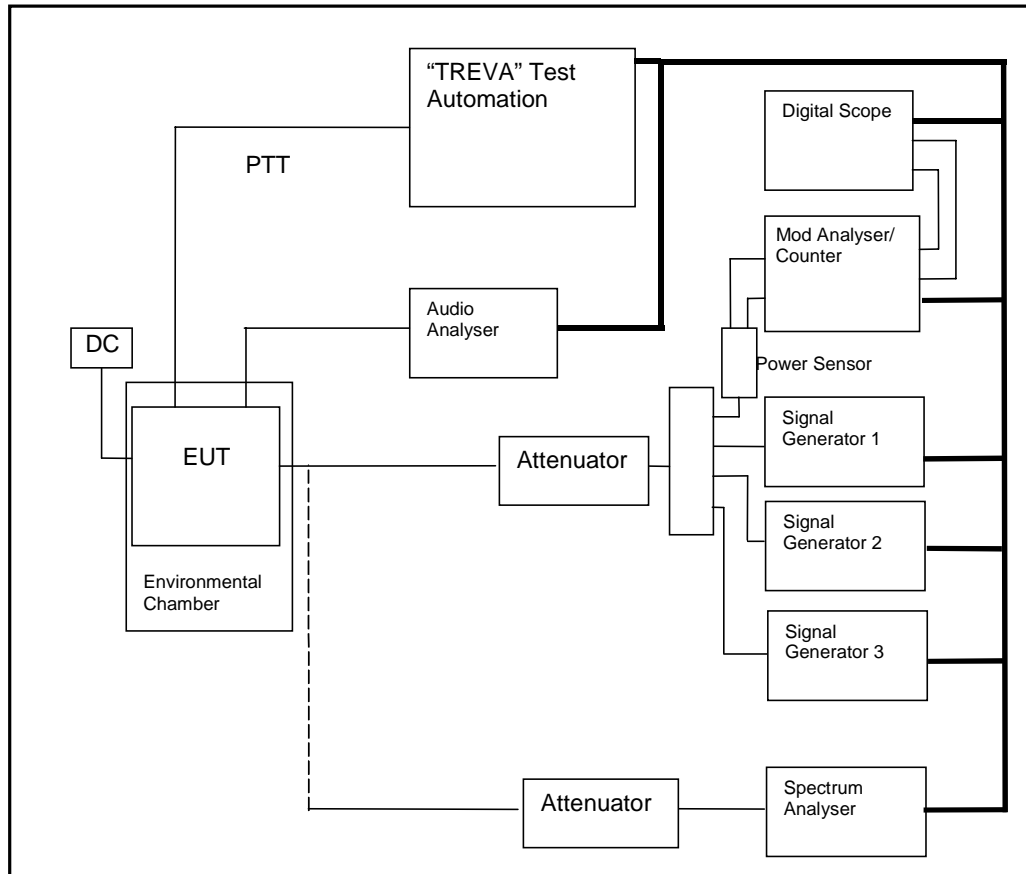 “TREVA” Test
Automation
Digital Scope
PTT
Mod Analyser/
Counter
Audio
Analyser
DC
Power Sensor
EUT
Attenuator
Signal
Generator 1
Signal
Generator 2
Environmental
Chamber
Signal
Generator 3
Attenuator
Spectrum
Analyser